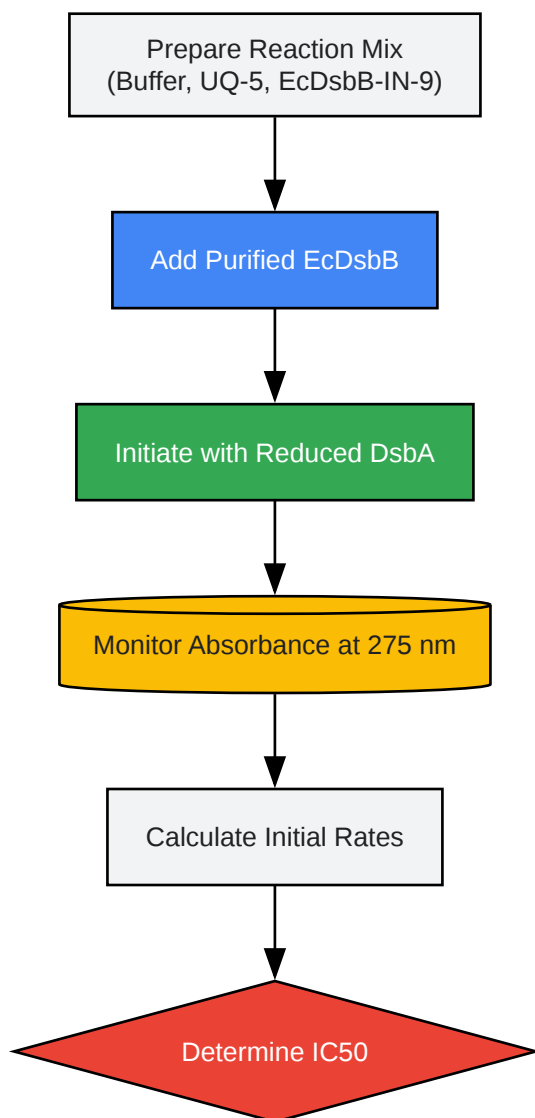 Prepare Reaction Mix
(Buffer, UQ-5, EcDsbB-IN-9)
Add Purified EcDsbB
Initiate with Reduced DsbA
Monitor Absorbance at 275 nm
Calculate Initial Rates
Determine IC50